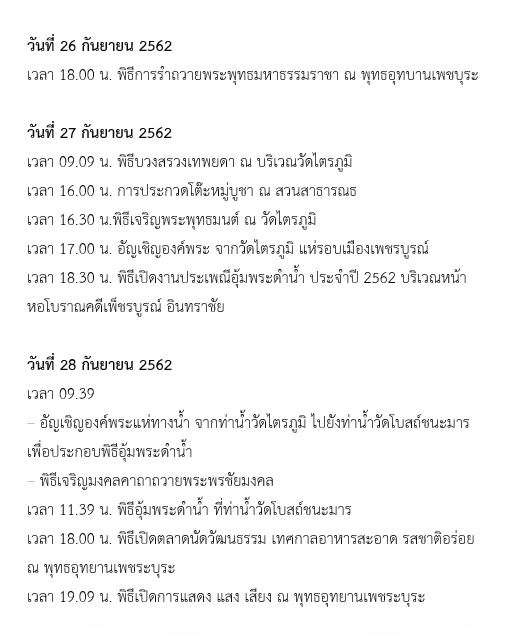 วันที่ 26 กันยายน 2562
เวลา 18.00 น. พิธีการรำถวายพระพุทธมหาธรรมราชา ณ พุทธอุทบานเพชบุระ
วันที่ 27 กันยายน 2562
เวลา 09.09 น. พิธีบวงสรวงเทพยดา ณ บริเวณวัดไตรภูมิ
เวลา 16.00 น. การประกวดโต๊ะหมู่บูชา ณ สวนสาธารณธ
เวลา 16.30 น.พิธีเจริญพระพุทธมนต์ ณ วัดไตรภูมิ
เวลา 17.00 น. อัญเชิญองค์พระ จากวัดไตรภูมิ แห่รอบเมืองเพชรบูรณ์
เวลา 18.30 น. พิธีเปิดงานประเพณีอุ้มพระดำน้ำ ประจำปี 2562 บริเวณหน้า
หอโบราณคดีเพ็ชรบูรณ์ อินทราชัย
วันที่ 28 กันยายน 2562
เวลา 09.39
– อัญเชิญองค์พระแห่ทางน้ำ จากท่าน้ำวัดไตรภูมิ ไปยังท่าน้ำวัดโบสถ์ชนะมาร
เพื่อประกอบพิธีอุ้มพระดำน้ำ
– พิธีเจริญมงคลคาถาถวายพระพรชัยมงคล
เวลา 11.39 น. พิธีอุ้มพระดำน้ำ ที่ท่าน้ำวัดโบสถ์ชนะมาร
เวลา 18.00 น. พิธีเปิดตลาดนัดวัฒนธรรม เทศกาลอาหารสะอาด รสชาติอร่อย
ณ พุทธอุทยานเพชระบุระ
เวลา 19.09 น. พิธีเปิดการแสดง แสง เสียง ณ พุทธอุทยานเพชระบุระ